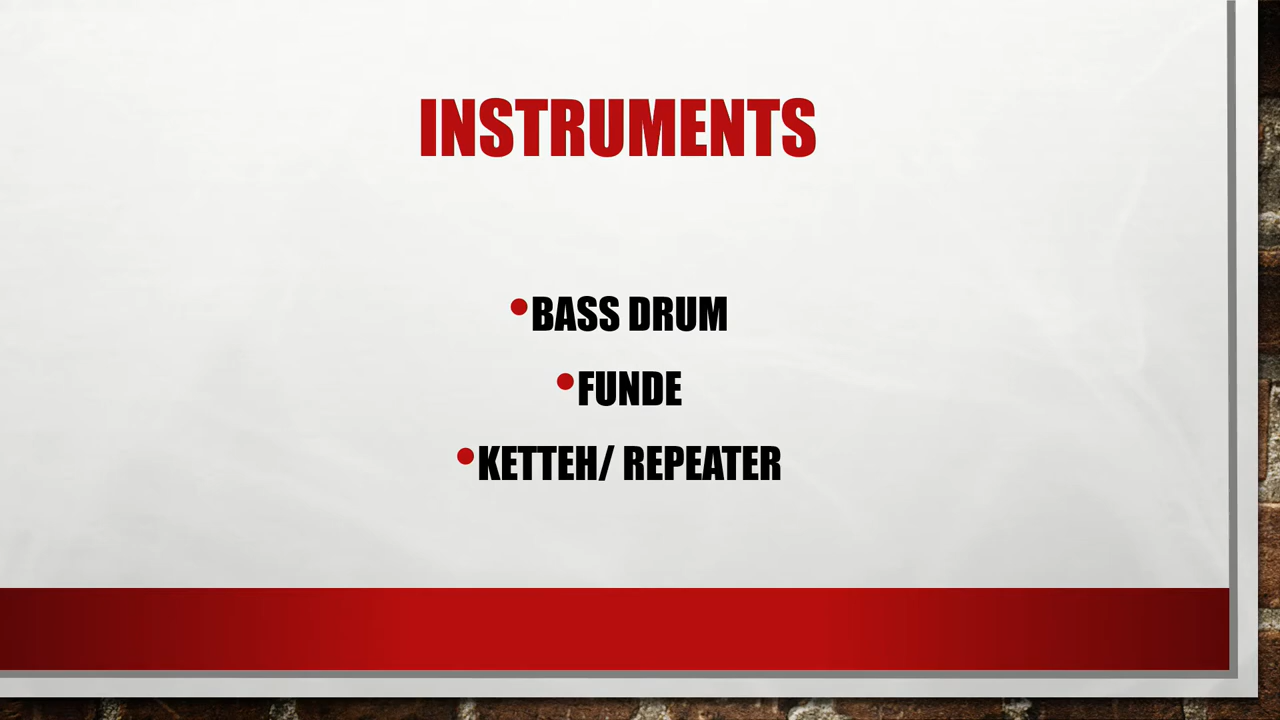 INSTRUMENTS
•BASS DRUM
•FUNDE
•KETTEH/ REPEATER